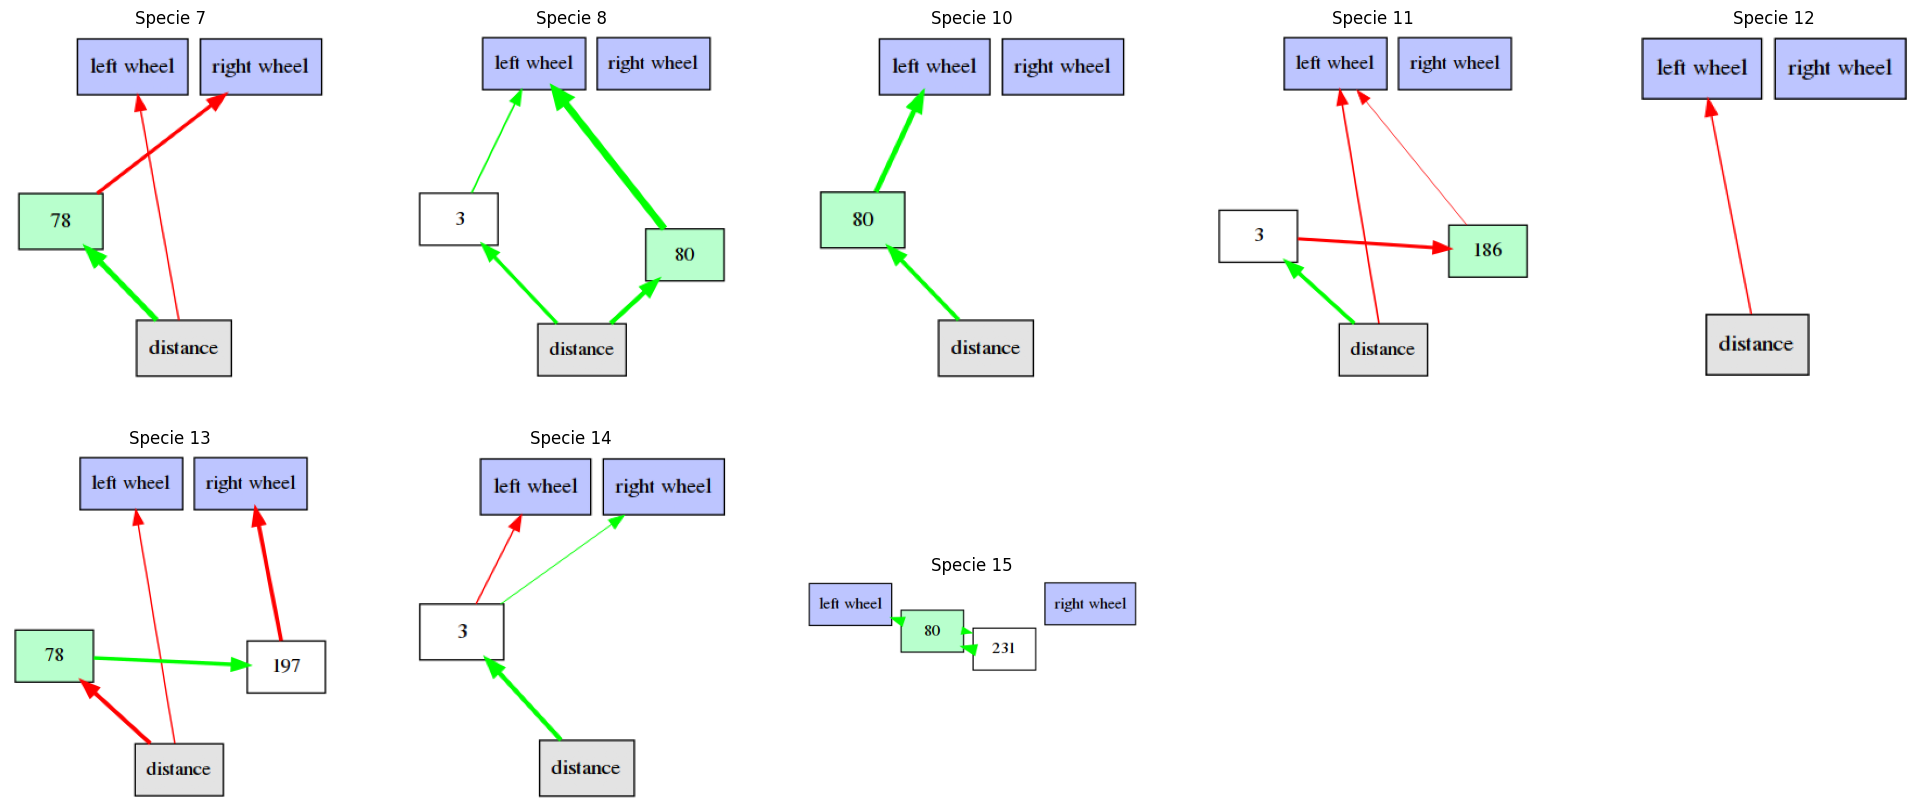 Specie 7
left wheel
right wheel
78
distance
Specie 8
left wheel
right wheel
3
80
distance
Specie 10
left wheel
right wheel
80
distance
Specie 11
left wheel
right wheel
3
186
distance
Specie 12
left wheel
right wheel
distance
Specie 13
left wheel
right wheel
78
197
distance
Specie 14
left wheel
right wheel
3
distance
Specie 15
left wheel
right wheel
80
231